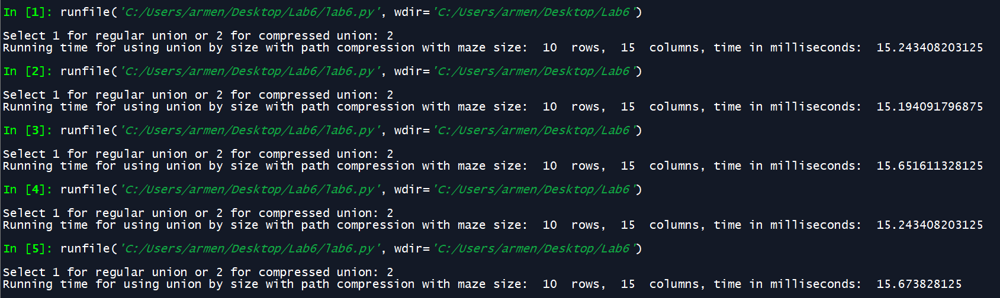 In [1]: runfile('C:/Users/armen/Desktop/Lab6/lab6.py', wdir='C:/Users/armen/Desktop/Lab6')
Select 1 for regular union or 2 for compressed union: 2
Running time for using union by size with path compression with maze size:  10  rows,  15  columns, time in milliseconds:  15.243408203125
In [2]: runfile('C:/Users/armen/Desktop/Lab6/lab6.py', wdir='C:/Users/armen/Desktop/Lab6')
Select 1 for regular union or 2 for compressed union: 2
Running time for using union by size with path compression with maze size:  10  rows,  15  columns, time in milliseconds:  15.194091796875
In [3]: runfile('C:/Users/armen/Desktop/Lab6/lab6.py', wdir='C:/Users/armen/Desktop/Lab6')
Select 1 for regular union or 2 for compressed union: 2
Running time for using union by size with path compression with maze size:  10  rows,  15  columns, time in milliseconds:  15.651611328125
In [4]: runfile('C:/Users/armen/Desktop/Lab6/lab6.py', wdir='C:/Users/armen/Desktop/Lab6')
Select 1 for regular union or 2 for compressed union: 2
Running time for using union by size with path compression with maze size:  10  rows,  15  columns, time in milliseconds:  15.243408203125
In [5]: runfile('C:/Users/armen/Desktop/Lab6/lab6.py', wdir='C:/Users/armen/Desktop/Lab6')
Select 1 for regular union or 2 for compressed union: 2
Running time for using union by size with path compression with maze size:  10  rows,  15  columns, time in milliseconds:  15.673828125